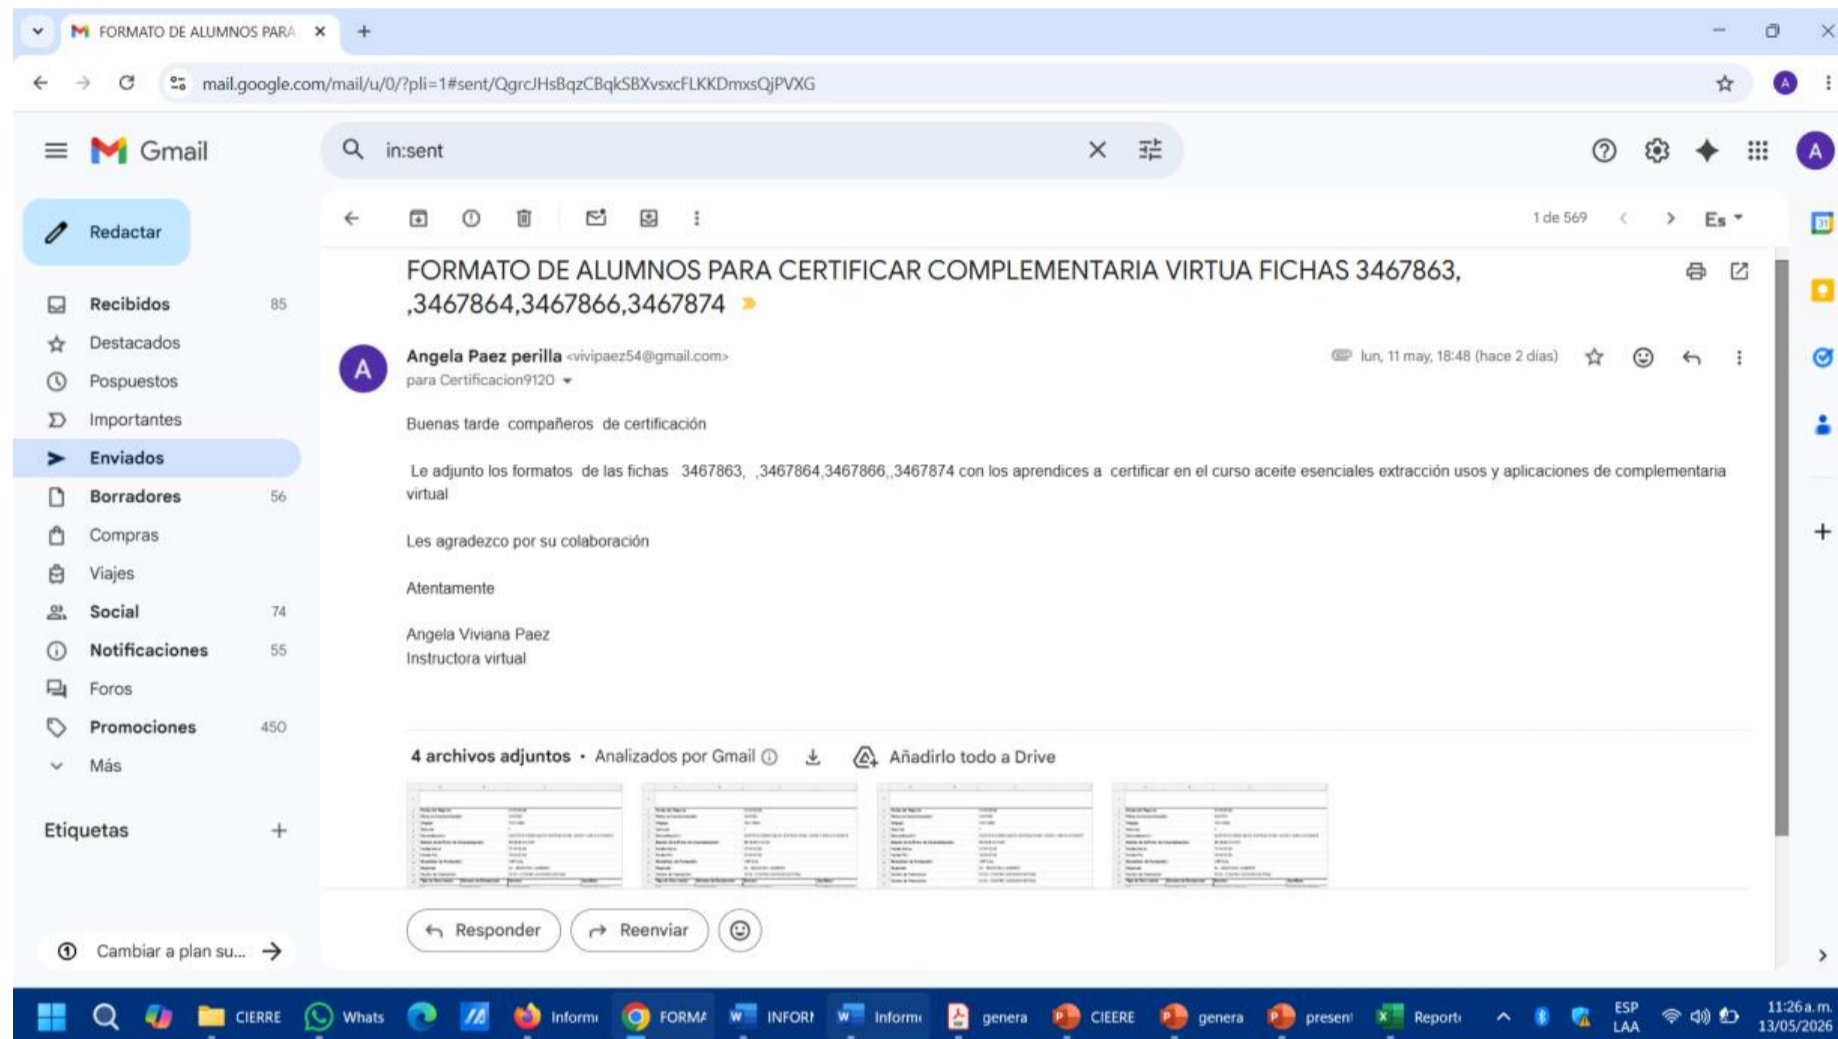 FORMATO DE ALUMNOS PARA
mail.google.com/mail/u/0/?pli=1#sent/QgrcJHsBqzCBqkSBXvsxcFLKKDmxsQjPVXG
A
Gmail
in:sent
A
Redactar
1 de 569
Es
31
FORMATO DE ALUMNOS PARA CERTIFICAR COMPLEMENTARIA VIRTUA FICHAS 3467863,
,3467864,3467866,3467874
Recibidos 85
Destacados
Pospuestos
Importantes
Enviados
Borradores 56
Compras
Viajes
Social 74
Notificaciones 55
Foros
Promociones 450
Más
Etiquetas
Cambiar a plan su...
A
Angela Paez perilla <vivipaez54@gmail.com>
lun, 11 may, 18:48 (hace 2 días)
para Certificacion9120
Buenas tarde compañeros de certificación
Le adjunto los formatos de las fichas 3467863, ,3467864,3467866,,3467874 con los aprendices a certificar en el curso aceite esenciales extracción usos y aplicaciones de complementaria
virtual
Les agradezco por su colaboración
Atentamente
Angela Viviana Paez
Instructora virtual
4 archivos adjuntos • Analizados por Gmail
Añadirlo todo a Drive
Responder
Reenviar
CIERRE
Whats
Informe
FORMA
INFORI
Informe
genera
CIEERE
genera
present
Reporte
ESP
LAA
11:26 a.m.
13/05/2026